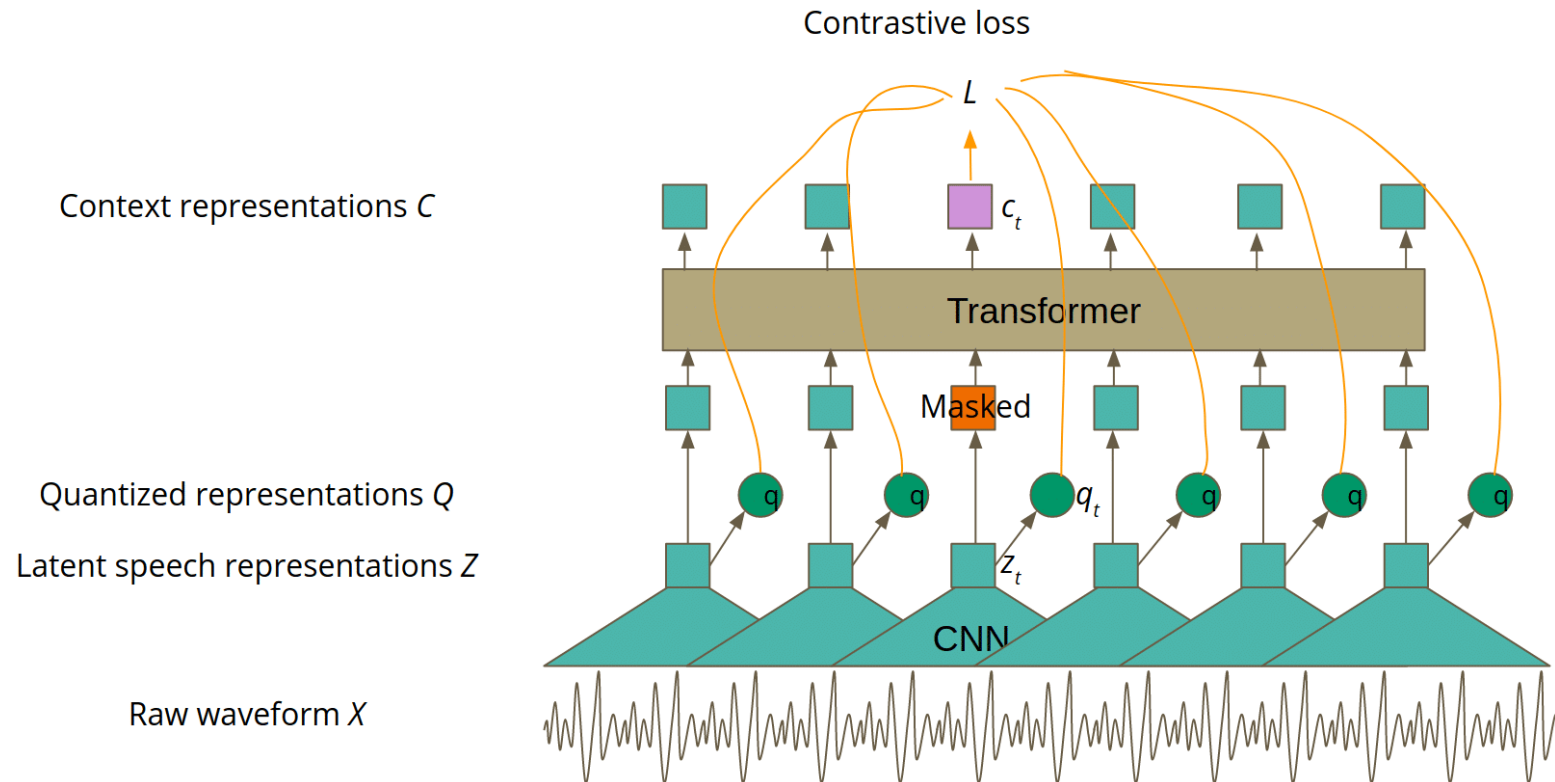 Contrastive loss
L
Context representations C
c_t
Transformer
Masked
Quantized representations Q
q q q_t q q q
Latent speech representations Z
z_t
CNN
Raw waveform X